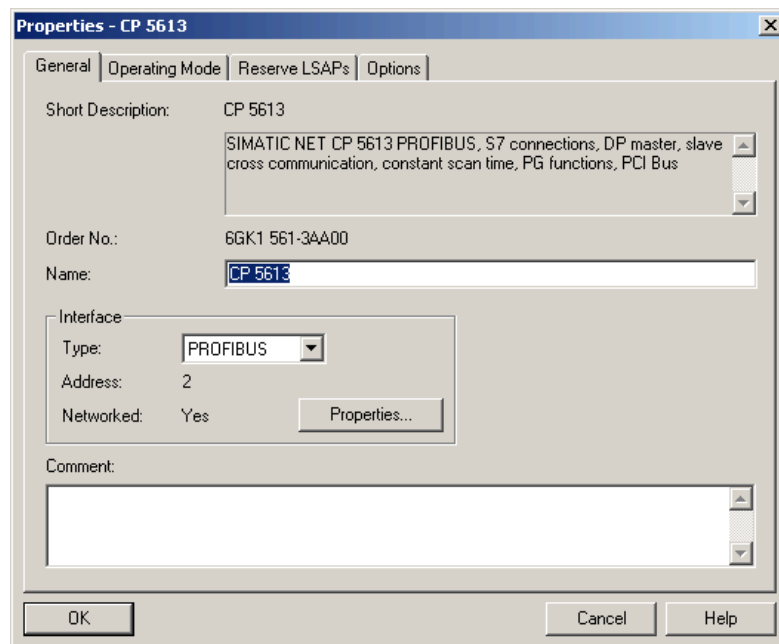 Properties - CP 5613
General Operating Mode Reserve LSAPs Options
Short Description: CP 5613
SIMATIC NET CP 5613 PROFIBUS, S7 connections, DP master, slave
cross communication, constant scan time, PG functions, PCI Bus
Order No.: 6GK1 561-3AA00
Name: CP 5613
Interface
Type: PROFIBUS
Address: 2
Networked: Yes Properties...
Comment:
OK Cancel Help